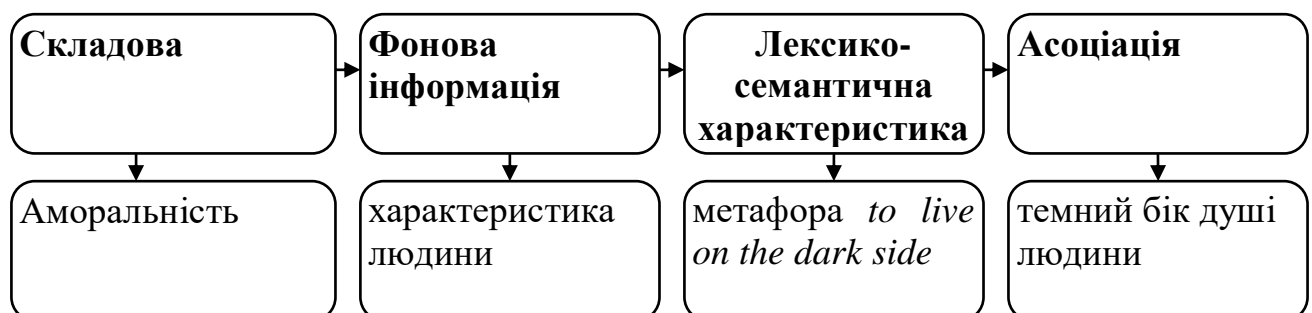 Складова
Фонова
інформація
Лексико-
семантична
характеристика
Асоціація
Аморальність
характеристика
людини
метафора to live
on the dark side
темний бік душі
людини